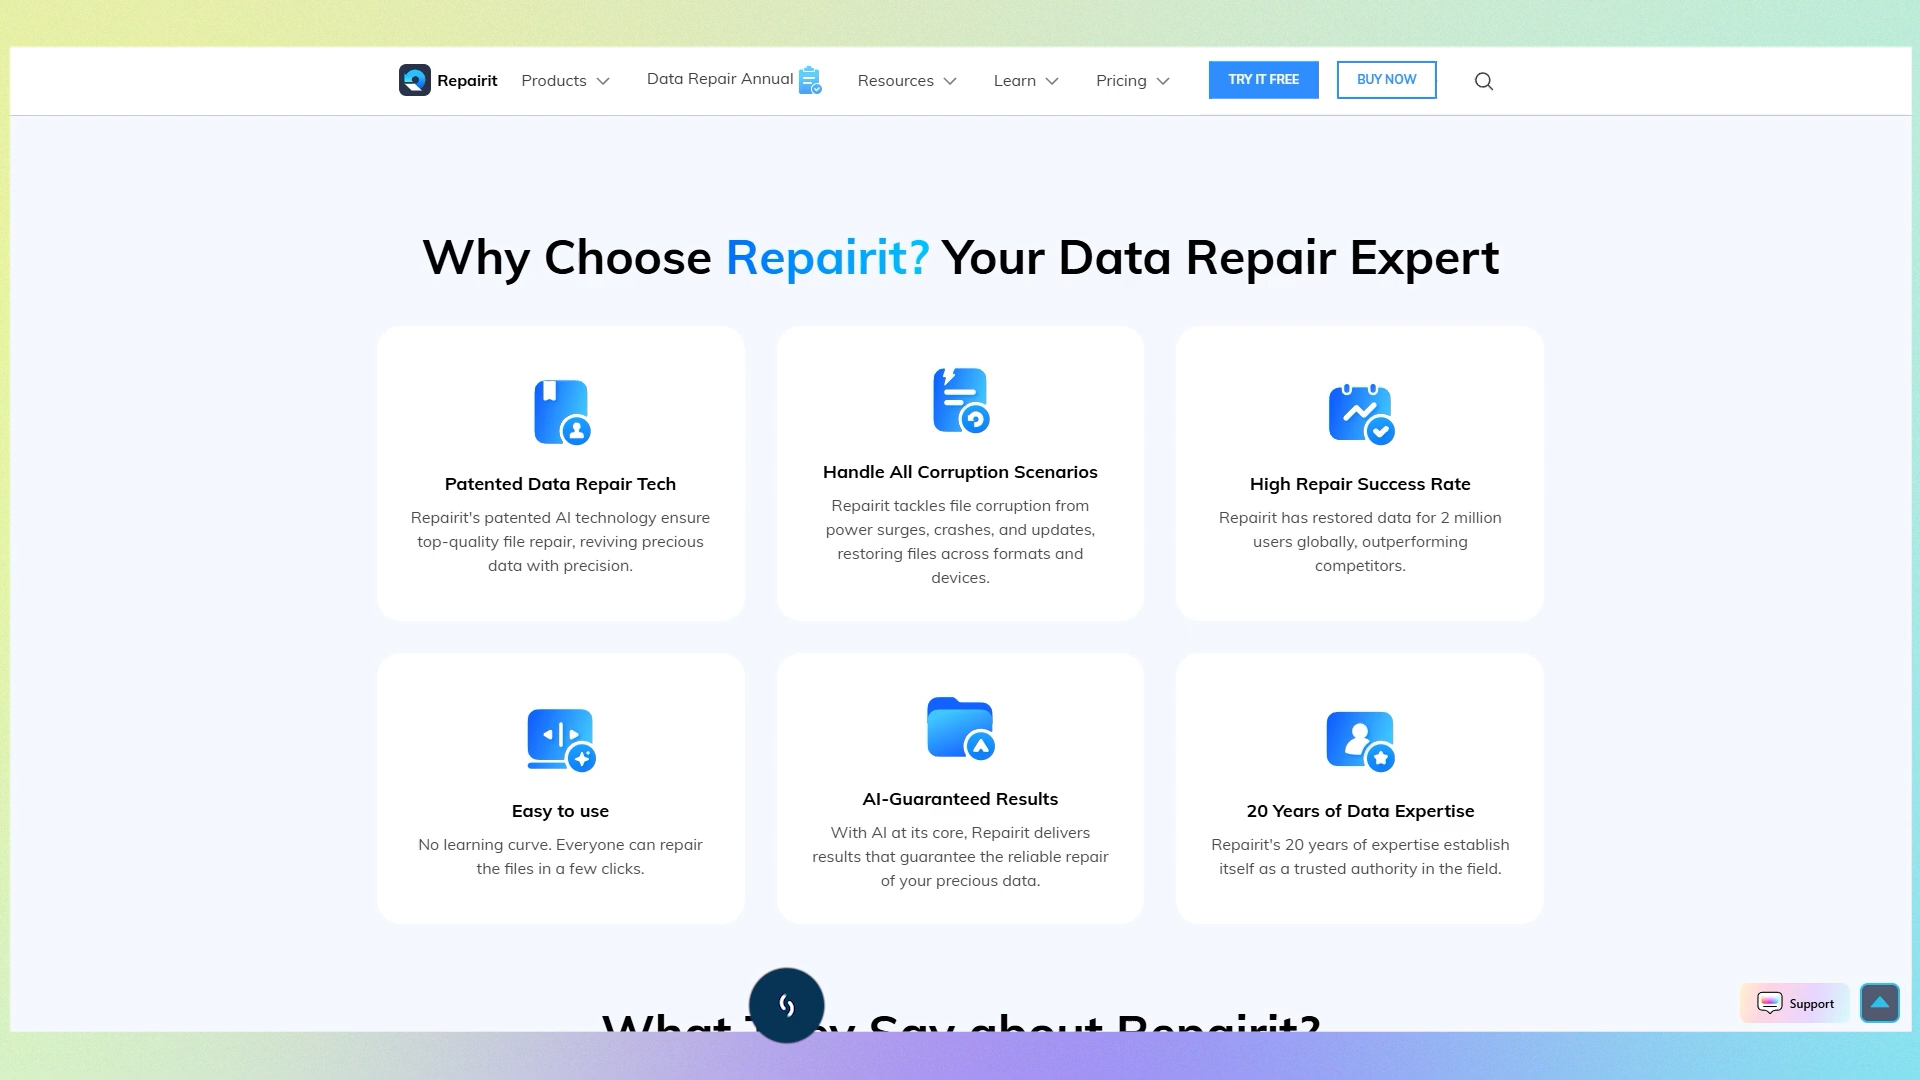 Repairit Products Data Repair Annual Resources Learn Pricing TRY IT FREE BUY NOW
Why Choose Repairit? Your Data Repair Expert
Patented Data Repair Tech
Repairit's patented AI technology ensure
top-quality file repair, reviving precious
data with precision.
Handle All Corruption Scenarios
Repairit tackles file corruption from
power surges, crashes, and updates,
restoring files across formats and
devices.
High Repair Success Rate
Repairit has restored data for 2 million
users globally, outperforming
competitors.
Easy to use
No learning curve. Everyone can repair
the files in a few clicks.
AI-Guaranteed Results
With AI at its core, Repairit delivers
results that guarantee the reliable repair
of your precious data.
20 Years of Data Expertise
Repairit's 20 years of expertise establish
itself as a trusted authority in the field.
Support
What They Say about Repairit?